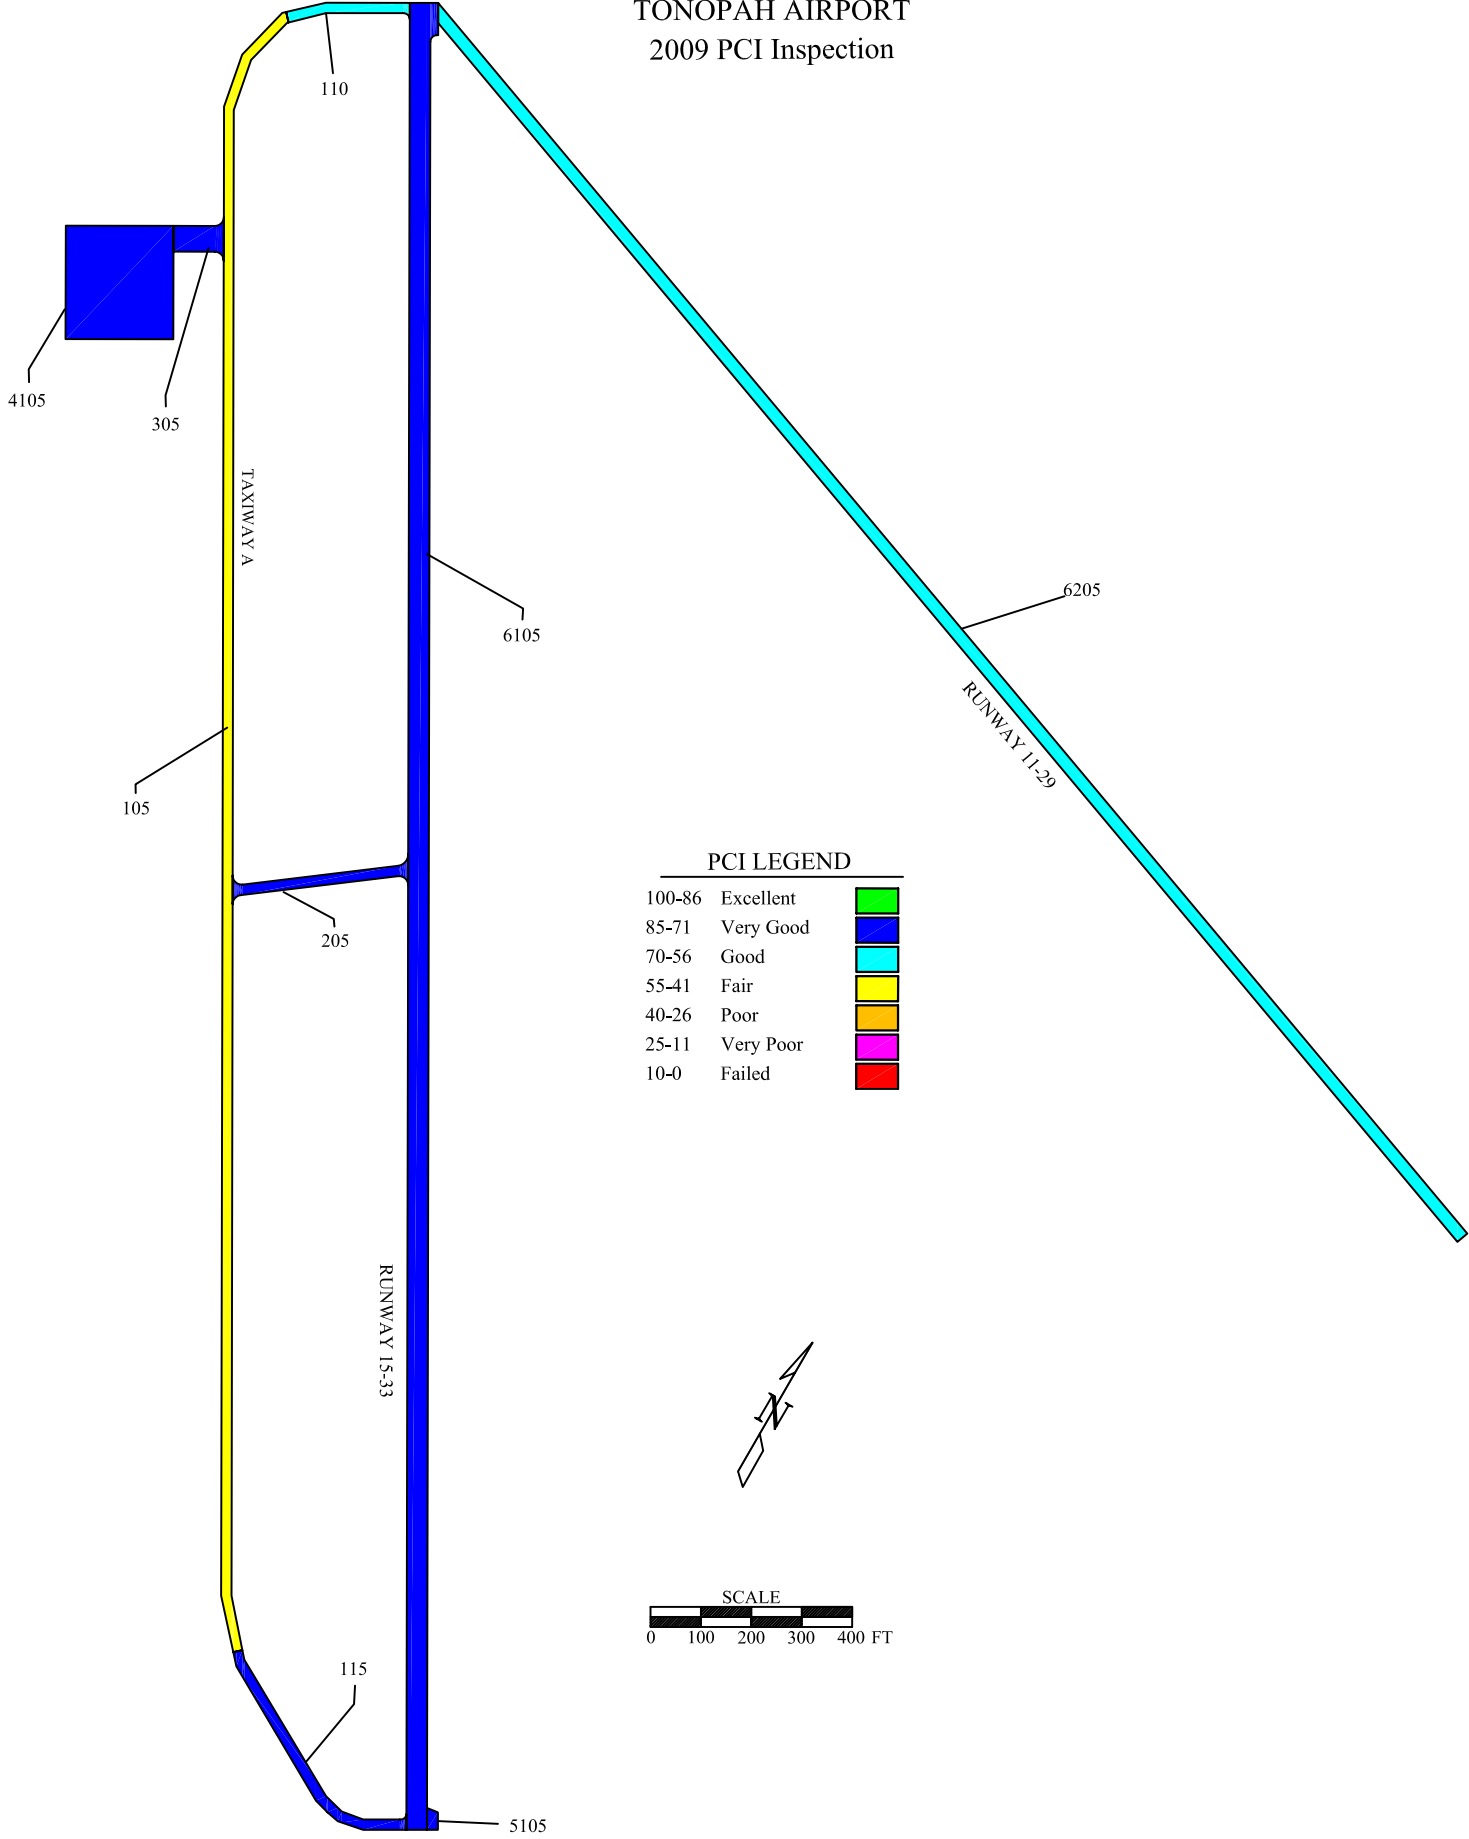 TONOPAH AIRPORT
2009 PCI Inspection
110
4105
305
TAXIWAY A
6105
6205
RUNWAY 11-29
105
205
PCI LEGEND
100-86 Excellent
85-71 Very Good
70-56 Good
55-41 Fair
40-26 Poor
25-11 Very Poor
10-0 Failed
RUNWAY 15-33
N
SCALE
0 100 200 300 400 FT
115
5105